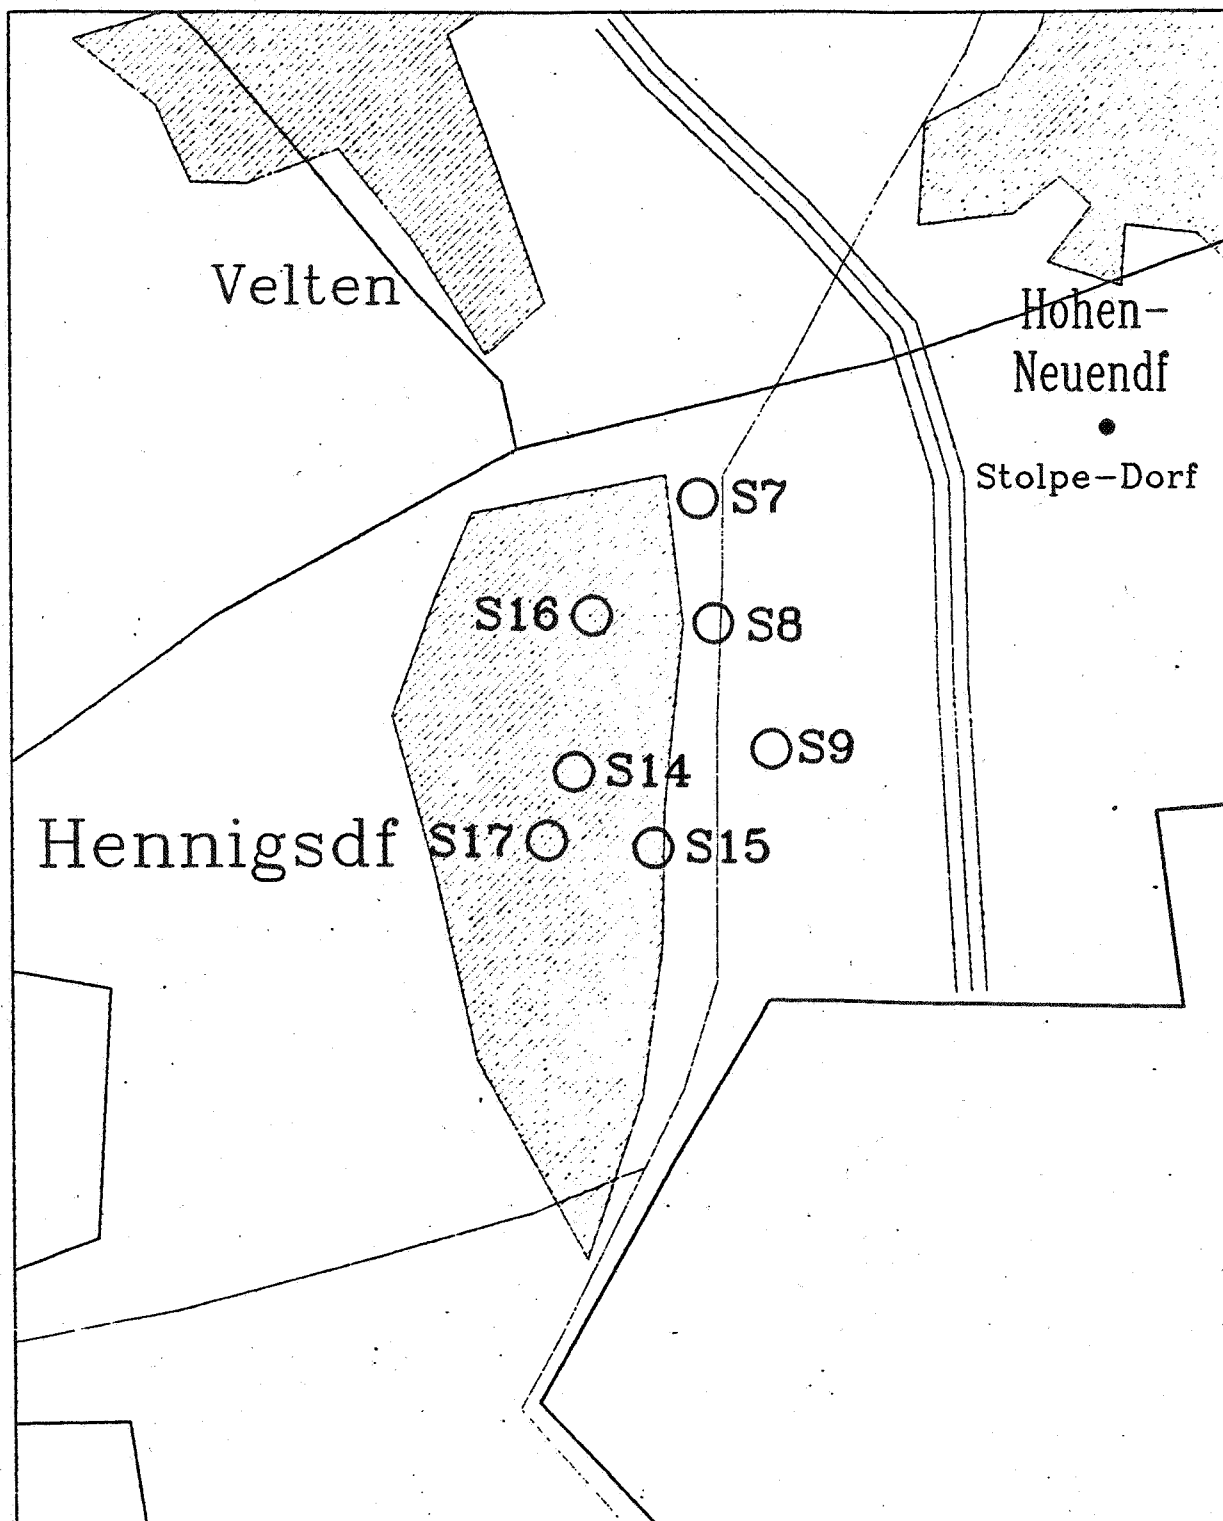 Velten
Hohen-
Neuendf
Stolpe-Dorf
S7
S16
S8
S9
S14
Hennigsdf
S17
S15